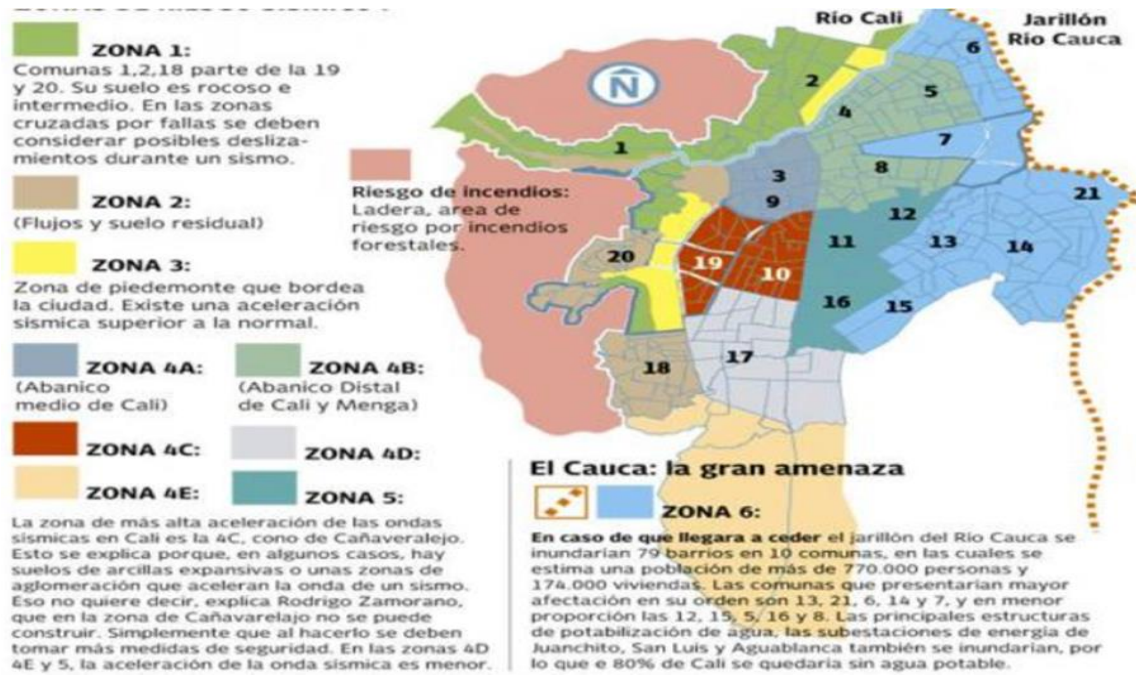 ZONA 1:
Comunas 1,2,18 parte de la 19
y 20. Su suelo es rocoso e
intermedio. En las zonas
cruzadas por fallas se deben
considerar posibles desliza-
mientos durante un sismo.
ZONA 2:
(Flujos y suelo residual)
ZONA 3:
Zona de piedemonte que bordea
la ciudad. Existe una aceleración
sísmica superior a la normal.
ZONA 4A:
(Abanico
medio de Cali)
ZONA 4B:
(Abanico Distal
de Cali y Menga)
ZONA 4C:
ZONA 4D:
ZONA 4E:
ZONA 5:
La zona de más alta aceleración de las ondas
sísmicas en Cali es la 4C, cono de Cañaveralejo.
Esto se explica porque, en algunos casos, hay
suelos de arcillas expansivas o unas zonas de
aglomeración que aceleran la onda de un sismo.
Eso no quiere decir, explica Rodrigo Zamorano,
que en la zona de Cañavarelajo no se puede
construir. Simplemente que al hacerlo se deben
tomar más medidas de seguridad. En las zonas 4D
4E y 5, la aceleración de la onda sísmica es menor.
Riesgo de incendios:
Ladera, area de
riesgo por incendios
forestales.
N
Río Cali
Jarillón
Río Cauca
6
2
5
4
7
1
3
8
21
9
12
11
13
14
20
19
10
16
15
17
18
El Cauca: la gran amenaza
ZONA 6:
En caso de que llegara a ceder el jarillón del Río Cauca se
inundarían 79 barrios en 10 comunas, en las cuales se
estima una población de más de 770.000 personas y
174.000 viviendas. Las comunas que presentarían mayor
afectación en su orden son 13, 21, 6, 14 y 7, y en menor
proporción las 12, 15, 5, 16 y 8. Las principales estructuras
de potabilización de agua, las subestaciones de energía de
Juanchito, San Luis y Aguablanca también se inundarían, por
lo que e 80% de Cali se quedaría sin agua potable.